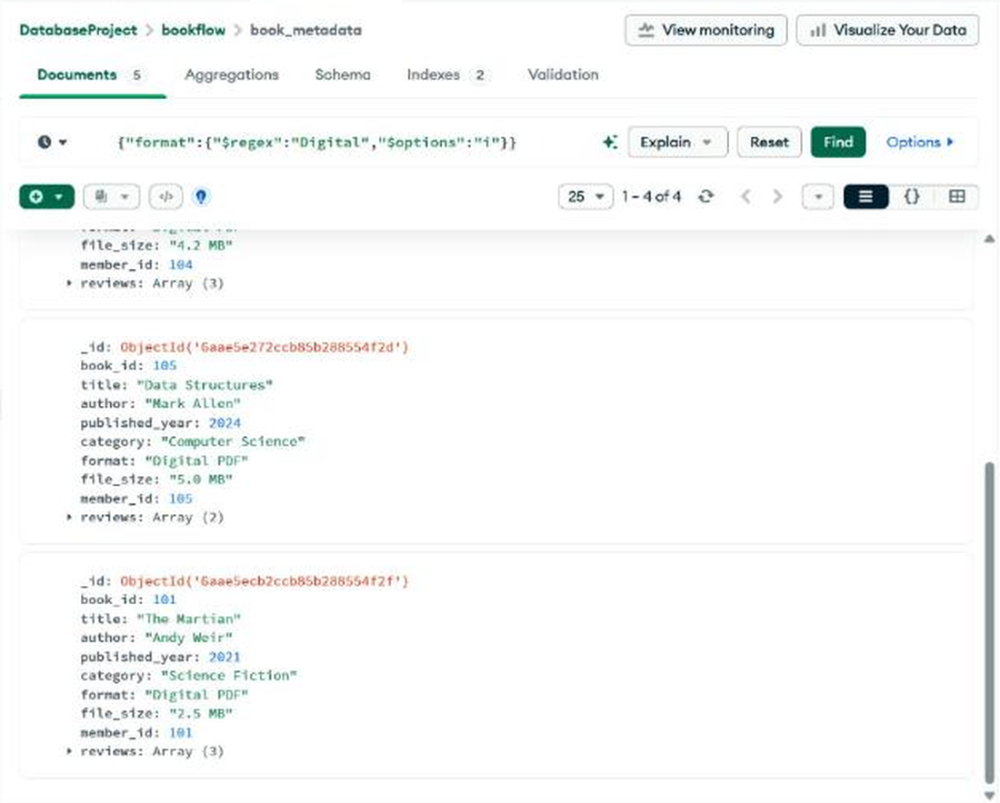 DatabaseProject > bookflow > book_metadata
View monitoring
Visualize Your Data
Documents 5
Aggregations
Schema
Indexes 2
Validation
{"format":{"$regex":"Digital","$options":"i"}}
Explain
Reset
Find
Options
25
1 – 4 of 4
</>
{}
file_size: "4.2 MB"
member_id: 104
reviews: Array (3)
_id: ObjectId('6aae5e272ccb85b288554f2d')
book_id: 105
title: "Data Structures"
author: "Mark Allen"
published_year: 2024
category: "Computer Science"
format: "Digital PDF"
file_size: "5.0 MB"
member_id: 105
reviews: Array (2)
_id: ObjectId('6aae5ecb2ccb85b288554f2f')
book_id: 101
title: "The Martian"
author: "Andy Weir"
published_year: 2021
category: "Science Fiction"
format: "Digital PDF"
file_size: "2.5 MB"
member_id: 101
reviews: Array (3)